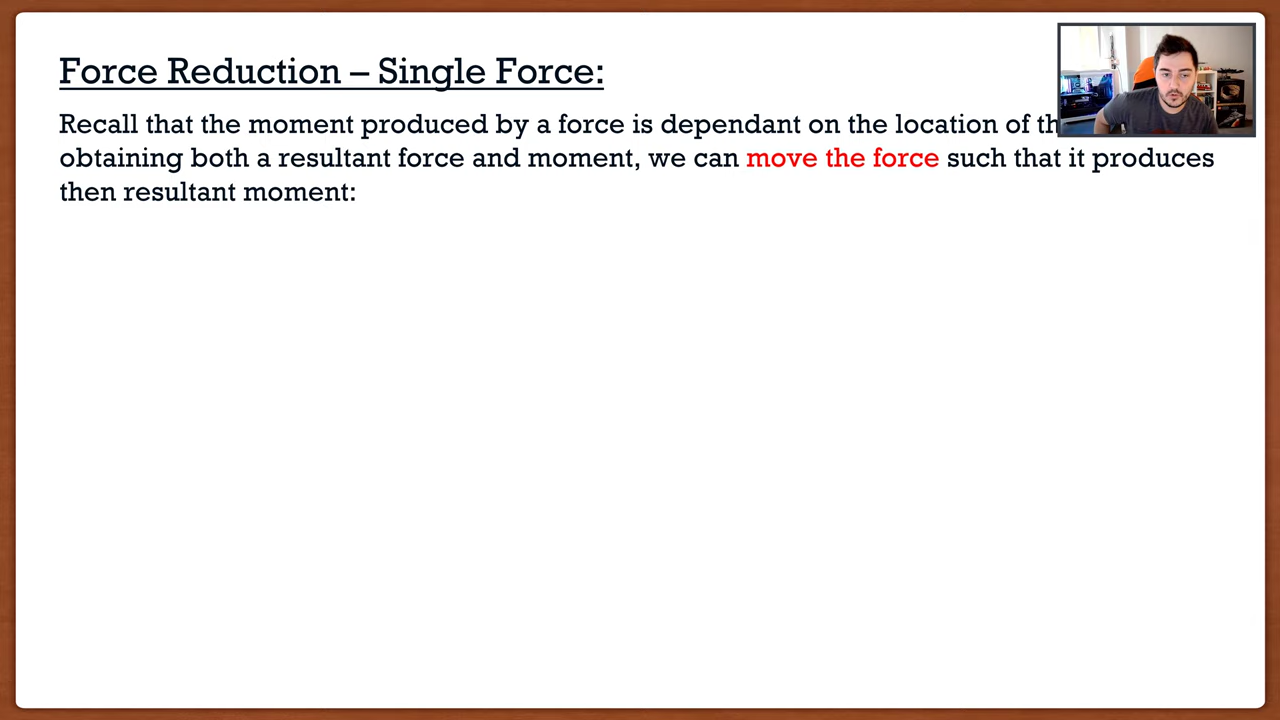 Force Reduction – Single Force:
Recall that the moment produced by a force is dependant on the location of
obtaining both a resultant force and moment, we can move the force such that it produces
then resultant moment: